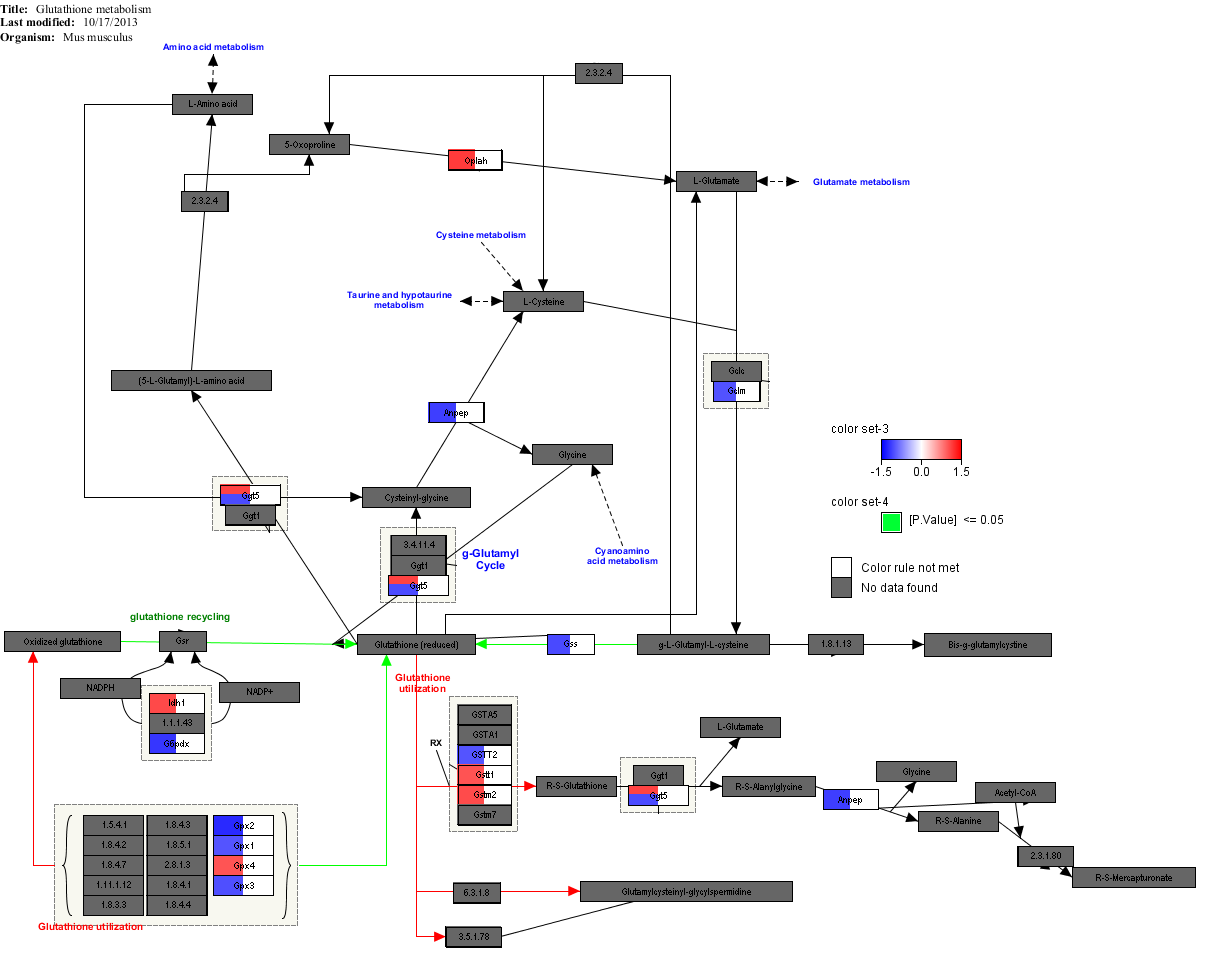 Title: Glutathione metabolism
Last modified: 10/17/2013
Organism: Mus musculus
Amino acid metabolism
2.3.2.4
L-Amino acid
5-Oxoproline
Oplah
L-Glutamate
Glutamate metabolism
2.3.2.4
Cysteine metabolism
Taurine and hypotaurine
metabolism
L-Cysteine
(5-L-Glutamyl)-L-amino acid
Gclc
Gclm
Anpep
color set-3
-1.5 0.0 1.5
Glycine
Ggt5
Ggt1
Cysteinyl-glycine
color set-4
[P.Value] <= 0.05
3.4.11.4
Ggt1
Ggt5
g-Glutamyl
Cycle
Cyanoamino
acid metabolism
Color rule not met
No data found
glutathione recycling
Oxidized glutathione
Gsr
Glutathione (reduced)
Gss
g-L-Glutamyl-L-cysteine
1.8.1.13
Bis-g-glutamylcystine
NADPH
NADP+
Idh1
1.1.1.43
G6pdx
Glutathione
utilization
RX
GSTA5
GSTA1
GSTT2
Gstt1
Gstm2
Gstm7
L-Glutamate
R-S-Glutathione
Ggt1
Ggt5
R-S-Alanylglycine
Glycine
Anpep
Acetyl-CoA
R-S-Alanine
2.3.1.80
R-S-Mercapturonate
1.5.4.1 1.8.4.3 Gpx2
1.8.4.2 1.8.5.1 Gpx1
1.8.4.7 2.8.1.3 Gpx4
1.11.1.12 1.8.4.1 Gpx3
1.8.3.3 1.8.4.4
Glutathione utilization
6.3.1.8
Glutamylcysteinyl-glycylspermidine
3.5.1.78